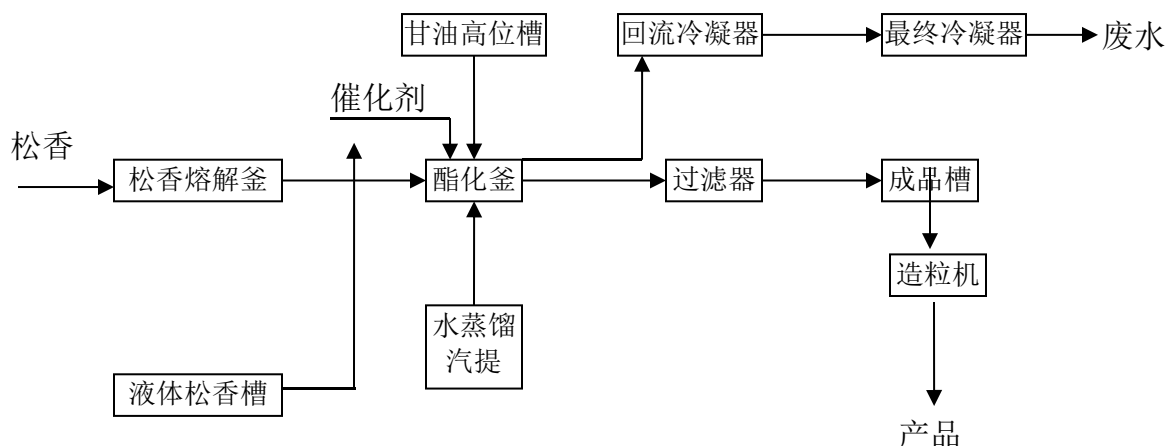 甘油高位槽
回流冷凝器
最终冷凝器
废水
催化剂
松香
松香熔解釜
酯化釜
过滤器
成品槽
造粒机
水蒸馏
汽提
液体松香槽
产品